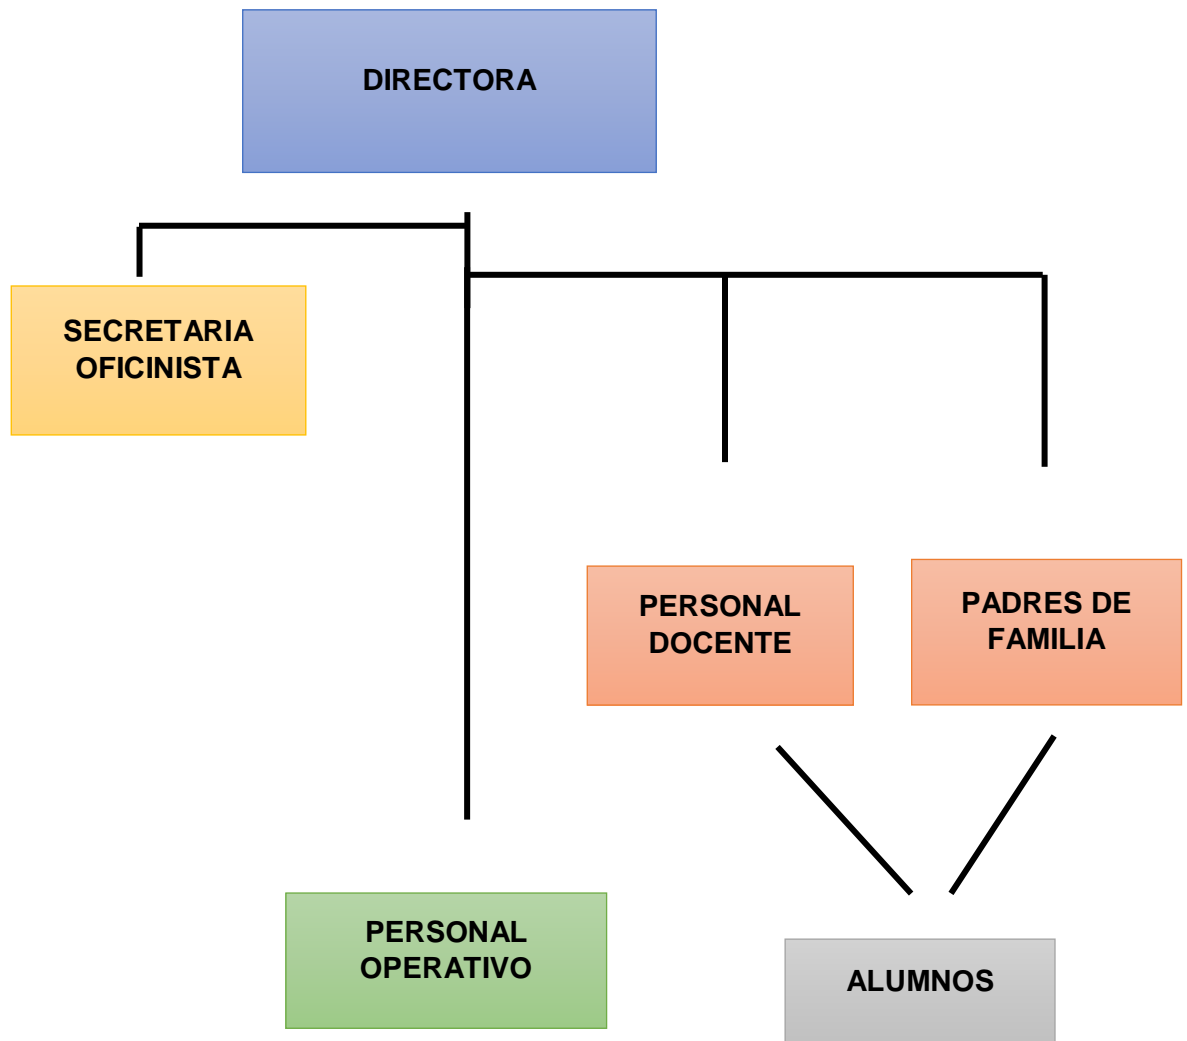 DIRECTORA
SECRETARIA
OFICINISTA
PERSONAL
DOCENTE
PADRES DE
FAMILIA
PERSONAL
OPERATIVO
ALUMNOS